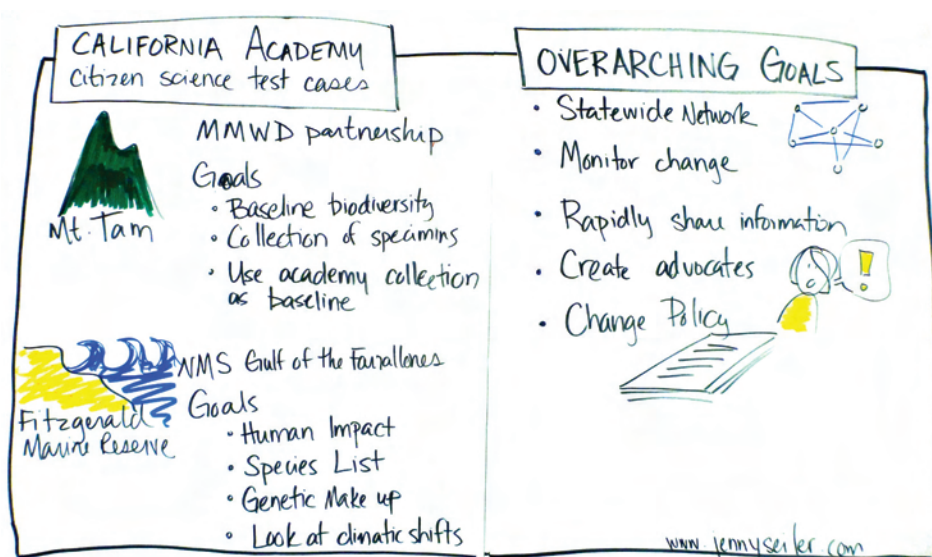 CALIFORNIA ACADEMY
citizen science test cases
Mt. Tam
MMWD partnership
Goals
• Baseline biodiversity
• Collection of specimins
• Use academy collection
as baseline
Fitzgerald
Marine Reserve
NMS Gulf of the Farallones
Goals
• Human Impact
• Species List
• Genetic Make up
• Look at climatic shifts
OVERARCHING GOALS
• Statewide Network
• Monitor change
• Rapidly share information
• Create advocates
!
• Change Policy
www.jennyseiler.com